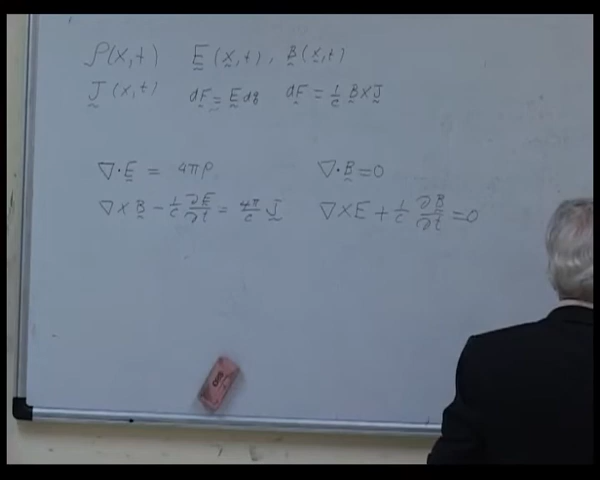 ρ(x,t) E(x,t), B(x,t)
J(x,t) dF = E dq dF = 1/c B×J
∇·E = 4πρ ∇·B=0
∇×B − 1/c ∂E/∂t = 4π/c J ∇×E + 1/c ∂B/∂t = 0